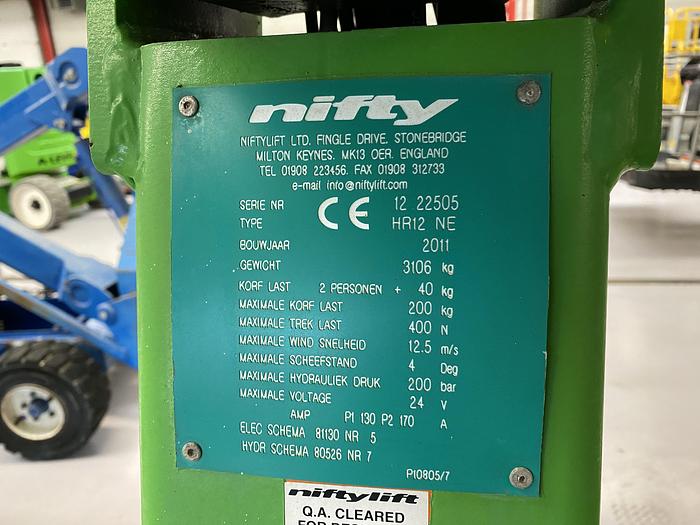 nifty
NIFTYLIFT LTD. FINGLE DRIVE, STONEBRIDGE
MILTON KEYNES. MK13 OER. ENGLAND
TEL 01908 223456. FAX 01908 312733
e-mail info@niftylift.com
SERIE NR CE 12 22505
TYPE HR12 NE
BOUWJAAR 2011
GEWICHT 3106 kg
KORF LAST 2 PERSONEN + 40 kg
MAXIMALE KORF LAST 200 kg
MAXIMALE TREK LAST 400 N
MAXIMALE WIND SNELHEID 12.5 m/s
MAXIMALE SCHEEFSTAND 4 Deg
MAXIMALE HYDRAULIEK DRUK 200 bar
MAXIMALE VOLTAGE 24 V
AMP P1 130 P2 170 A
ELEC SCHEMA 81130 NR 5
HYDR SCHEMA 80526 NR 7
P10805/7
niftylift
Q.A. CLEARED